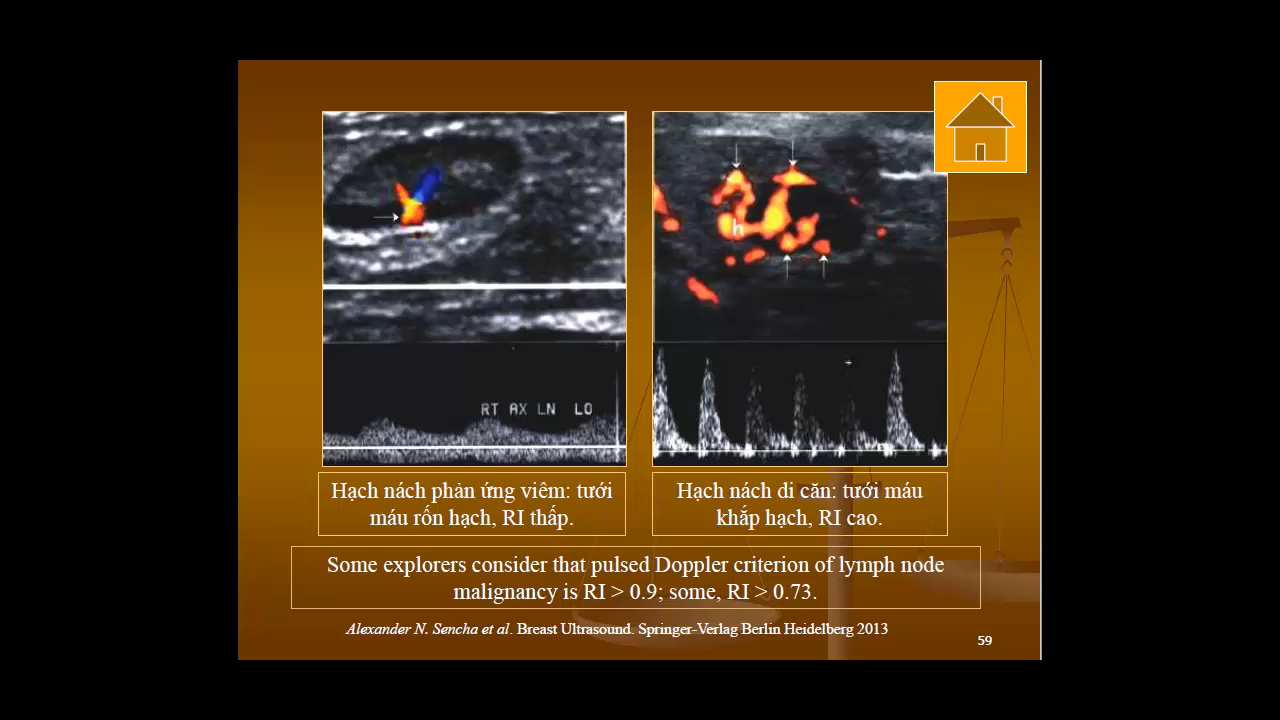 h
RT AX LN LO
Hạch nách phản ứng viêm: tưới
máu rốn hạch, RI thấp.
Hạch nách di căn: tưới máu
khắp hạch, RI cao.
Some explorers consider that pulsed Doppler criterion of lymph node
malignancy is RI > 0.9; some, RI > 0.73.
Alexander N. Sencha et al. Breast Ultrasound. Springer-Verlag Berlin Heidelberg 2013
59